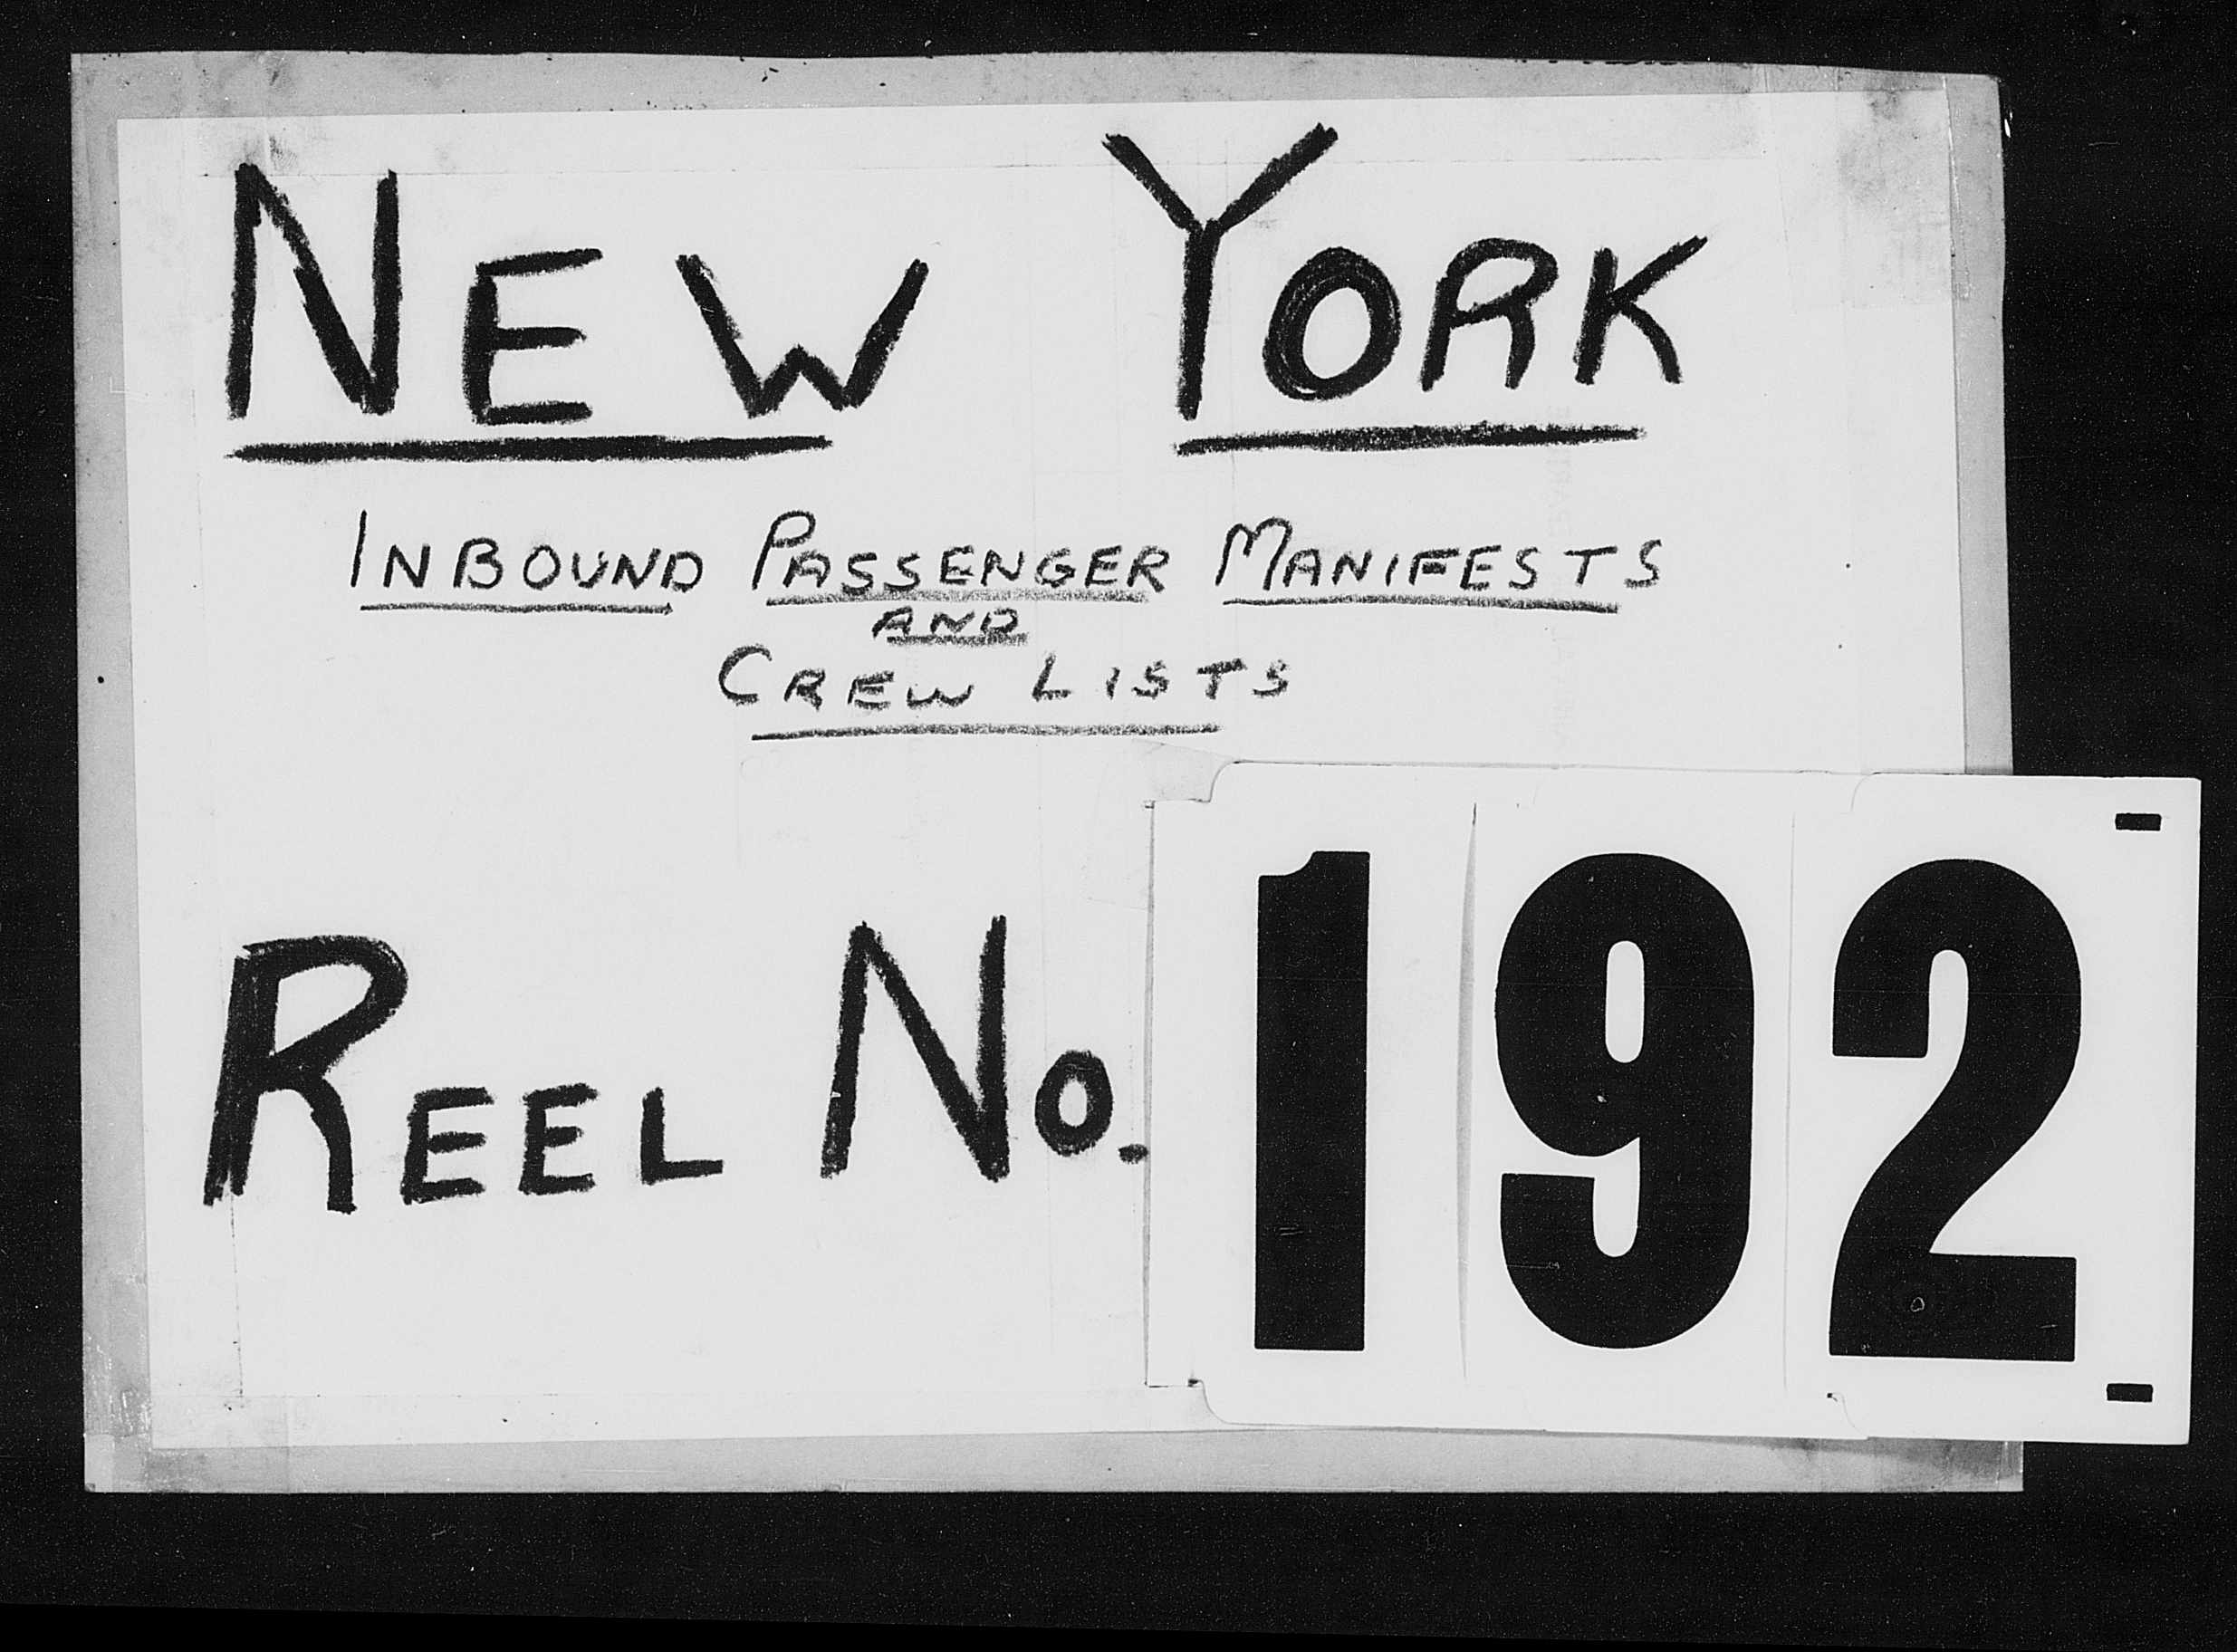 NEW YORK
INBOUND PASSENGER MANIFESTS
AND
CREW LISTS
REEL NO. 192